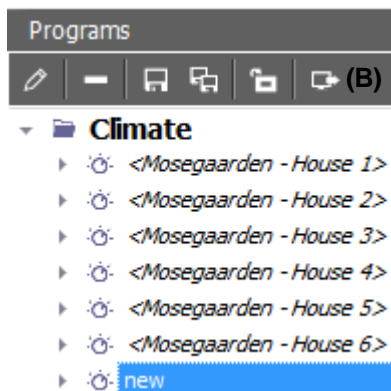 Programs
(B)
Climate
<Mosegaarden - House 1>
<Mosegaarden - House 2>
<Mosegaarden - House 3>
<Mosegaarden - House 4>
<Mosegaarden - House 5>
<Mosegaarden - House 6>
new